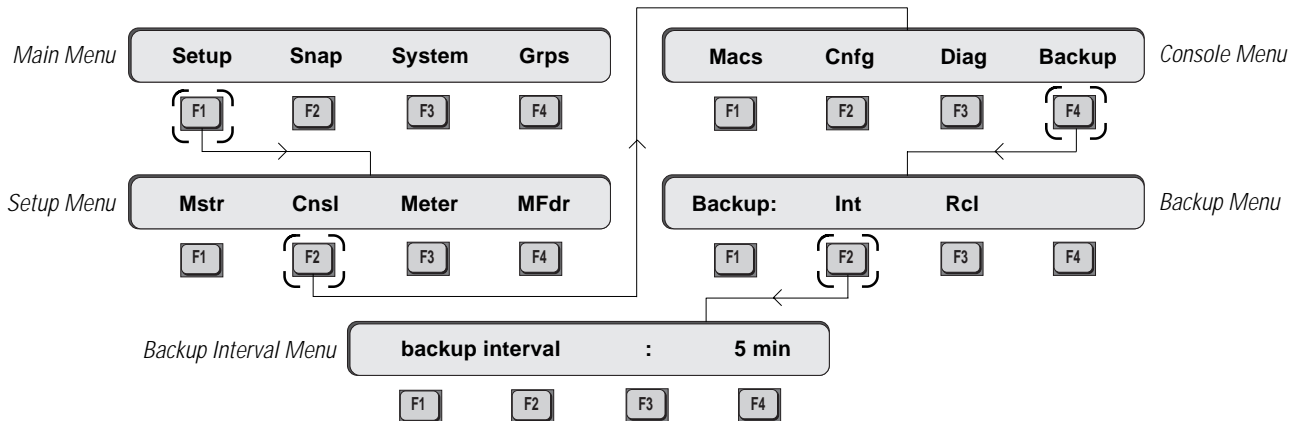 Main Menu Setup Snap System Grps
F1 F2 F3 F4
Macs Cnfg Diag Backup Console Menu
F1 F2 F3 F4
Setup Menu Mstr Cnsl Meter MFdr
F1 F2 F3 F4
Backup: Int Rcl Backup Menu
F1 F2 F3 F4
Backup Interval Menu backup interval : 5 min
F1 F2 F3 F4